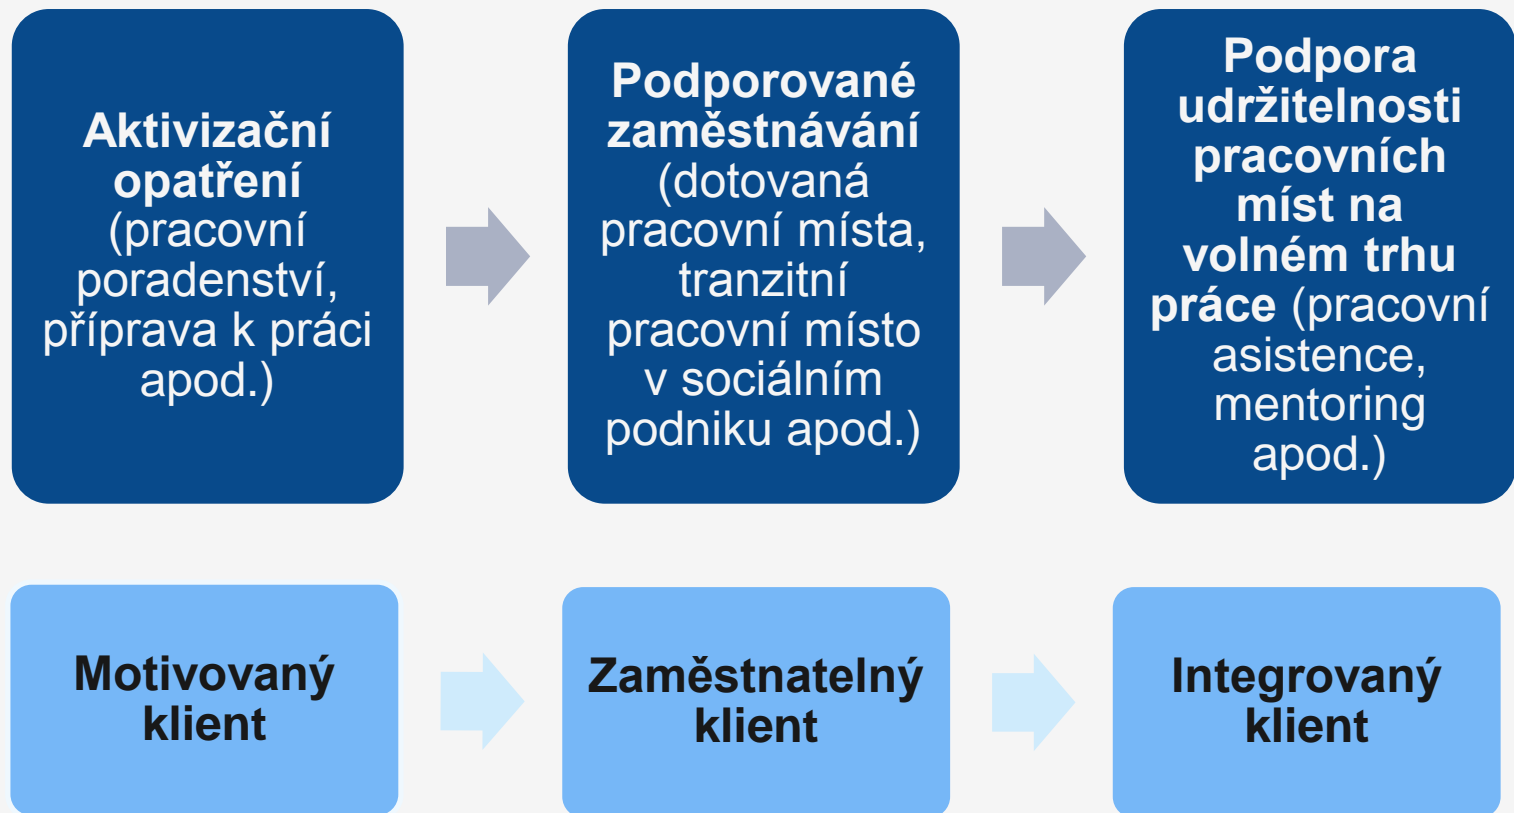 Aktivizační
opatření
(pracovní
poradenství,
příprava k práci
apod.)
Podporované
zaměstnávání
(dotovaná
pracovní místa,
tranzitní
pracovní místo
v sociálním
podniku apod.)
Podpora
udržitelnosti
pracovních
míst na
volném trhu
práce (pracovní
asistence,
mentoring
apod.)
Motivovaný
klient
Zaměstnatelný
klient
Integrovaný
klient